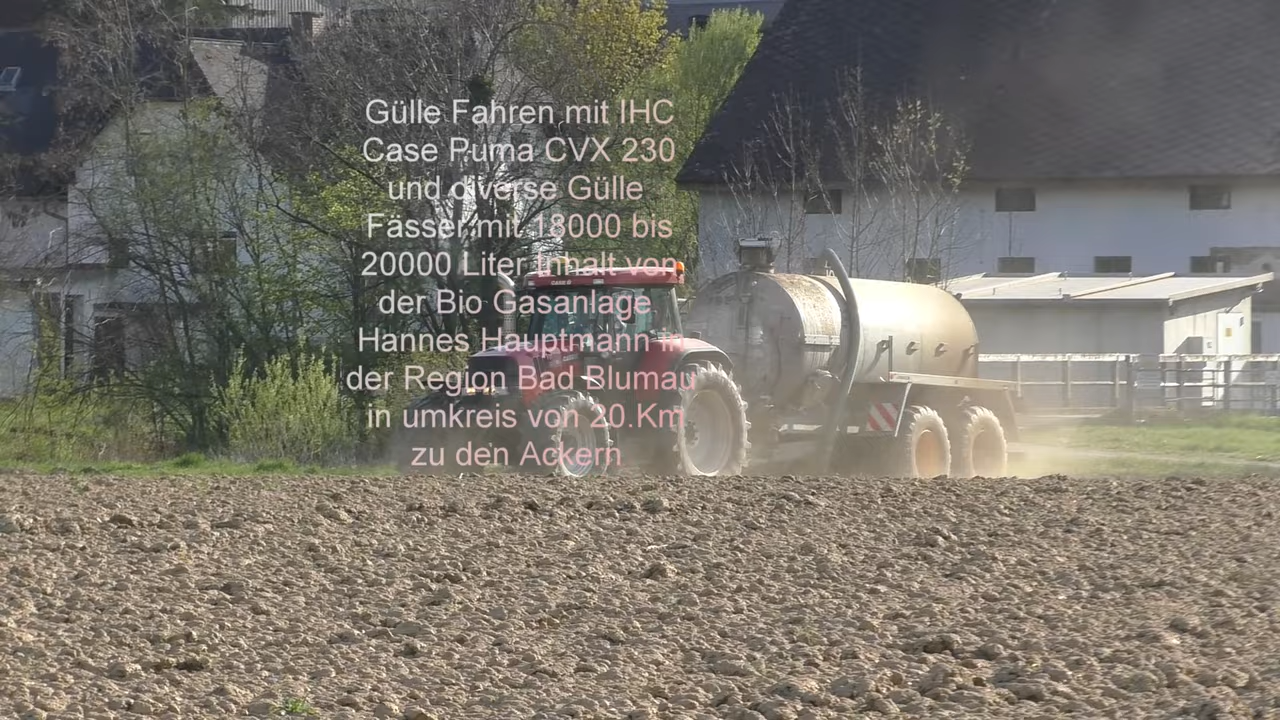 Gülle Fahren mit IHC
Case Puma CVX 230
und diverse Gülle
Fässer mit 18000 bis
20000 Liter Inhalt von
der Bio Gasanlage
Hannes Hauptmann in
der Region Bad Blumau
in umkreis von 20.Km
zu den Ackern